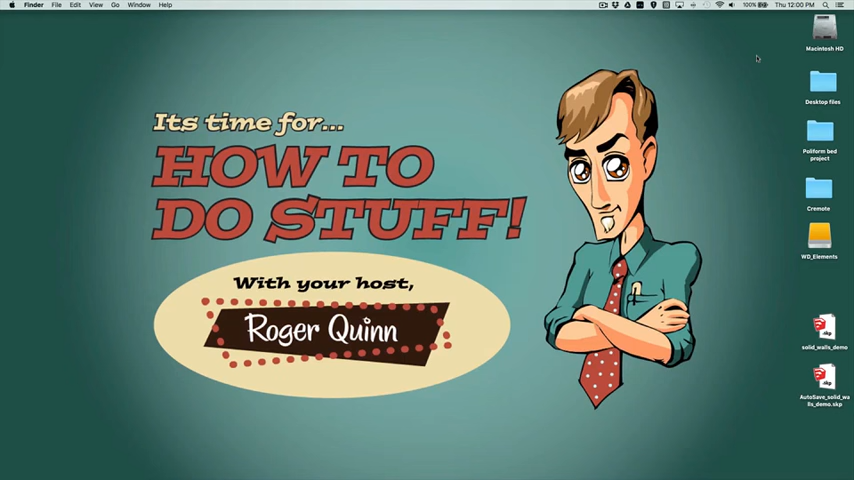 Finder File Edit View Go Window Help
100% Thu 12:00 PM
Its time for...
HOW TO
DO STUFF!
With your host,
Roger Quinn
Macintosh HD
Desktop files
Poliform bed
project
Cremote
WD_Elements
solid_walls_demo
AutoSave_solid_wa
lls_demo.skp